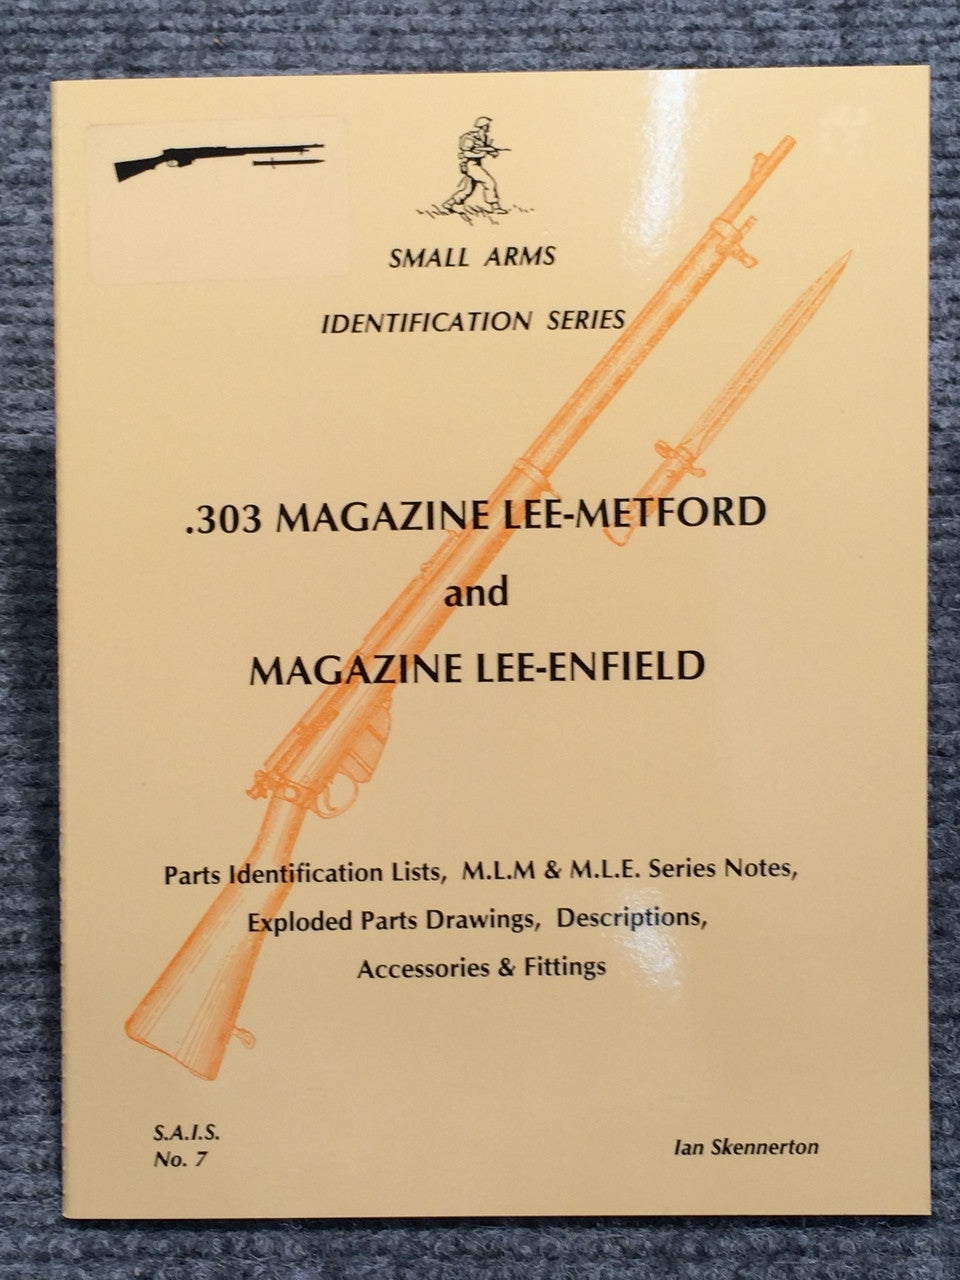 SMALL ARMS
IDENTIFICATION SERIES
.303 MAGAZINE LEE-METFORD
and
MAGAZINE LEE-ENFIELD
Parts Identification Lists, M.L.M & M.L.E. Series Notes,
Exploded Parts Drawings, Descriptions,
Accessories & Fittings
S.A.I.S.
No. 7
Ian Skennerton